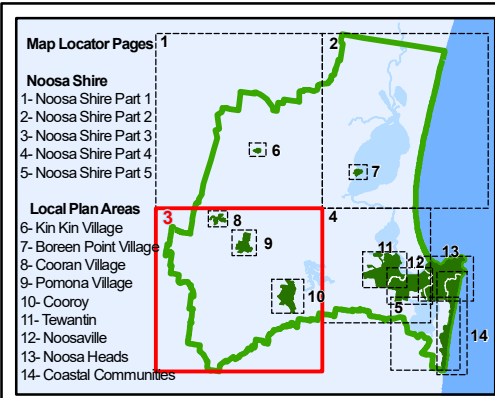 Map Locator Pages
Noosa Shire
1- Noosa Shire Part 1
2- Noosa Shire Part 2
3- Noosa Shire Part 3
4- Noosa Shire Part 4
5- Noosa Shire Part 5
Local Plan Areas
6- Kin Kin Village
7- Boreen Point Village
8- Cooran Village
9- Pomona Village
10- Cooroy
11- Tewantin
12- Noosaville
13- Noosa Heads
14- Coastal Communities
1
2
6
7
3
8
9
10
4
11
12
13
5
14